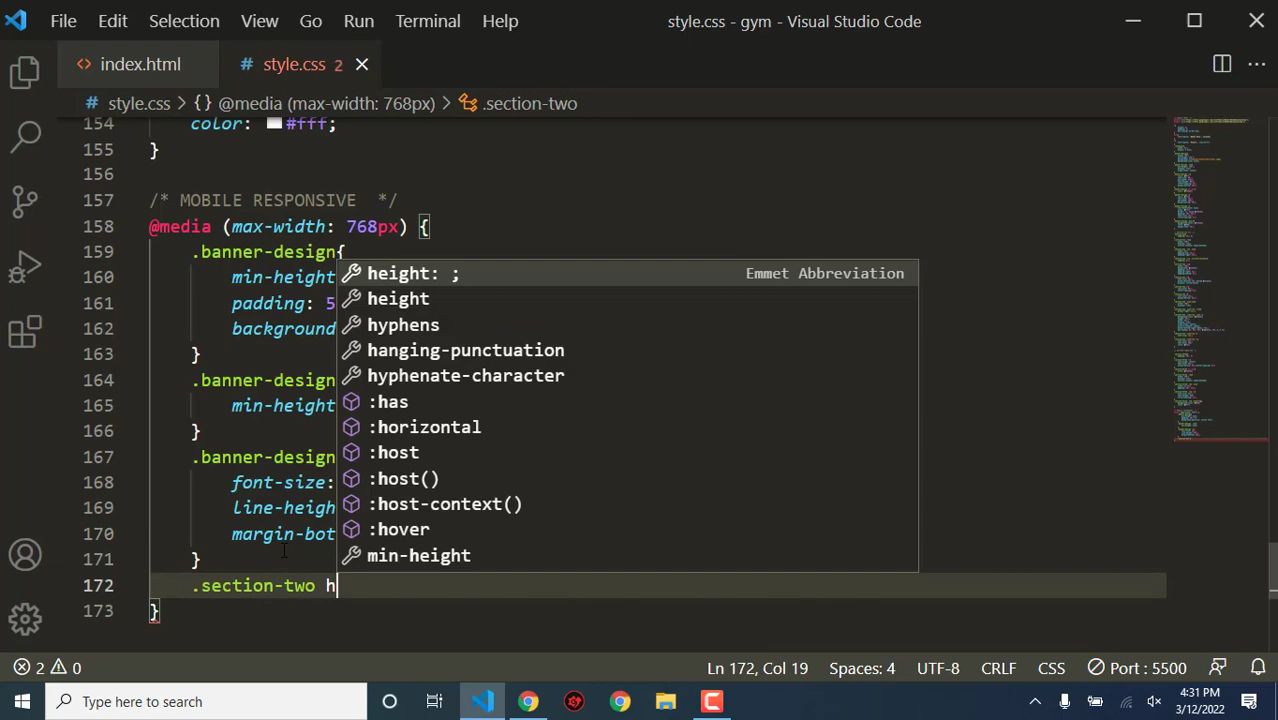 File Edit Selection View Go Run Terminal Help style.css - gym - Visual Studio Code
index.html # style.css 2
# style.css > {} @media (max-width: 768px) > .section-two
154 color: #fff;
155 }
156
157 /* MOBILE RESPONSIVE */
158 @media (max-width: 768px) {
159 .banner-design{
160 min-height height: ; Emmet Abbreviation
height
161 padding: 5 hyphens
162 background hanging-punctuation
163 } hyphenate-character
164 .banner-design :has
165 min-height :horizontal
166 } :host
167 .banner-design :host()
168 font-size: :host-context()
169 line-heigh :hover
170 margin-bot min-height
171 }
172 .section-two h
173 }
2 0 Ln 172, Col 19 Spaces: 4 UTF-8 CRLF CSS Port : 5500
Type here to search 4:31 PM
3/12/2022